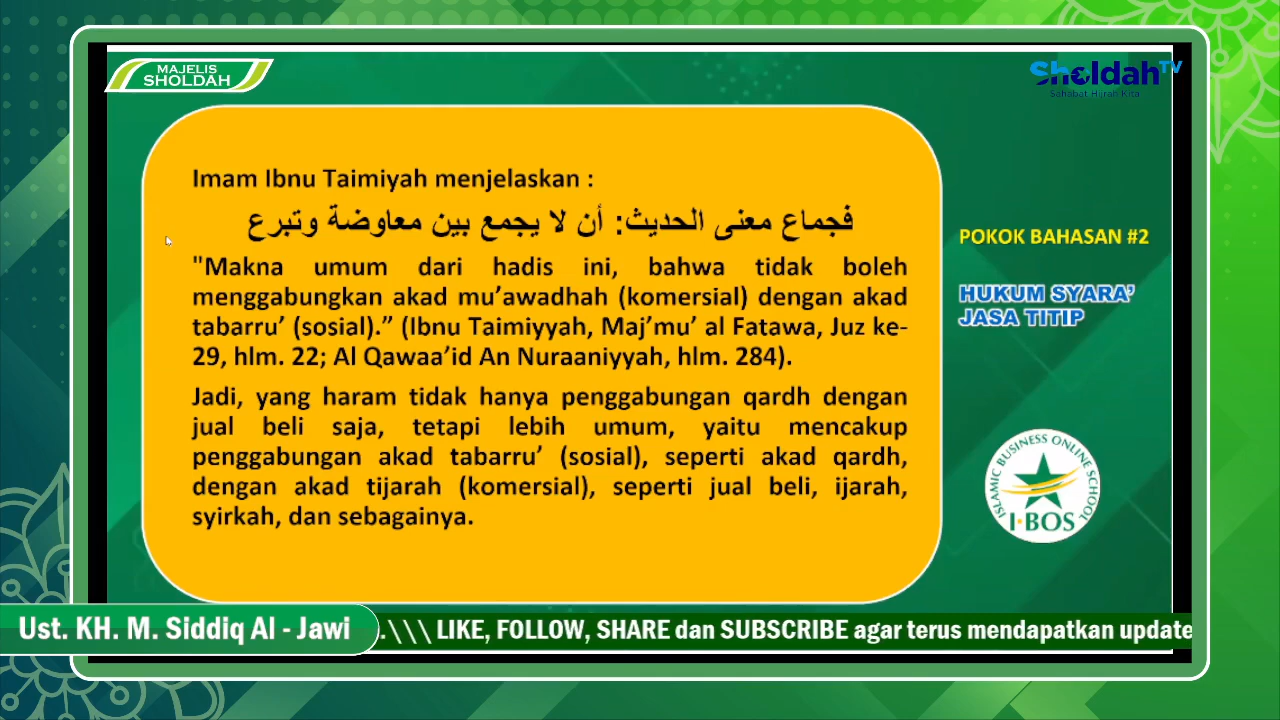 MAJELIS
SHOLDAH
SholdahTV
Sahabat Hijrah Kita
Imam Ibnu Taimiyah menjelaskan :
فجماع معنى الحديث: أن لا يجمع بين معاوضة وتبرع
"Makna umum dari hadis ini, bahwa tidak boleh
menggabungkan akad mu’awadhah (komersial) dengan akad
tabarru’ (sosial).” (Ibnu Taimiyyah, Maj’mu’ al Fatawa, Juz ke-
29, hlm. 22; Al Qawaa’id An Nuraaniyyah, hlm. 284).
Jadi, yang haram tidak hanya penggabungan qardh dengan
jual beli saja, tetapi lebih umum, yaitu mencakup
penggabungan akad tabarru’ (sosial), seperti akad qardh,
dengan akad tijarah (komersial), seperti jual beli, ijarah,
syirkah, dan sebagainya.
POKOK BAHASAN #2
HUKUM SYARA’
JASA TITIP
ISLAMIC BUSINESS ONLINE SCHOOL
I·BOS
Ust. KH. M. Siddiq Al - Jawi
.\\\ LIKE, FOLLOW, SHARE dan SUBSCRIBE agar terus mendapatkan update